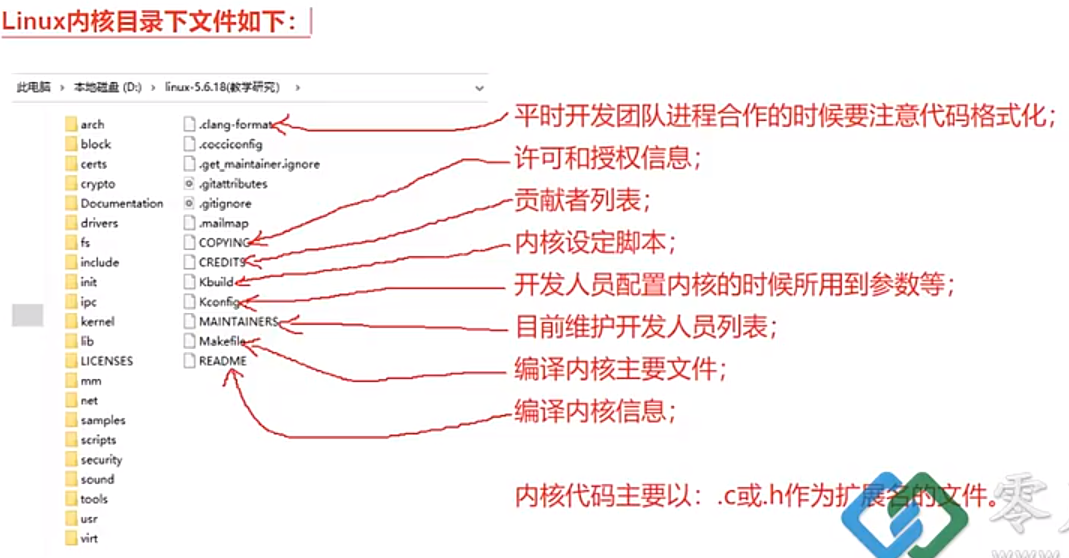 Linux内核目录下文件如下：
此电脑 > 本地磁盘 (D:) > linux-5.6.18(教学研究) >
arch
block
certs
crypto
Documentation
drivers
fs
include
init
ipc
kernel
lib
LICENSES
mm
net
samples
scripts
security
sound
tools
usr
virt
.clang-format
.cocciconfig
.get_maintainer.ignore
.gitattributes
.gitignore
.mailmap
COPYING
CREDITS
Kbuild
Kconfig
MAINTAINERS
Makefile
README
平时开发团队进程合作的时候要注意代码格式化；
许可和授权信息；
贡献者列表；
内核设定脚本；
开发人员配置内核的时候所用到参数等；
目前维护开发人员列表；
编译内核主要文件；
编译内核信息；
内核代码主要以：.c或.h作为扩展名的文件。
零